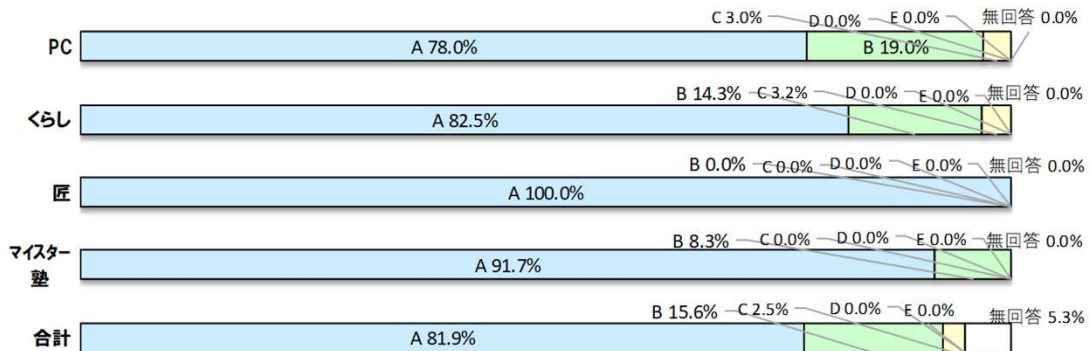 C 3.0% D 0.0% E 0.0% 無回答 0.0%
PC A 78.0% B 19.0%
B 14.3% C 3.2% D 0.0% E 0.0% 無回答 0.0%
くらし A 82.5%
B 0.0% C 0.0% D 0.0% E 0.0% 無回答 0.0%
匠 A 100.0%
B 8.3% C 0.0% D 0.0% E 0.0% 無回答 0.0%
マイスター
塾 A 91.7%
B 15.6% C 2.5% D 0.0% E 0.0% 無回答 5.3%
合計 A 81.9%